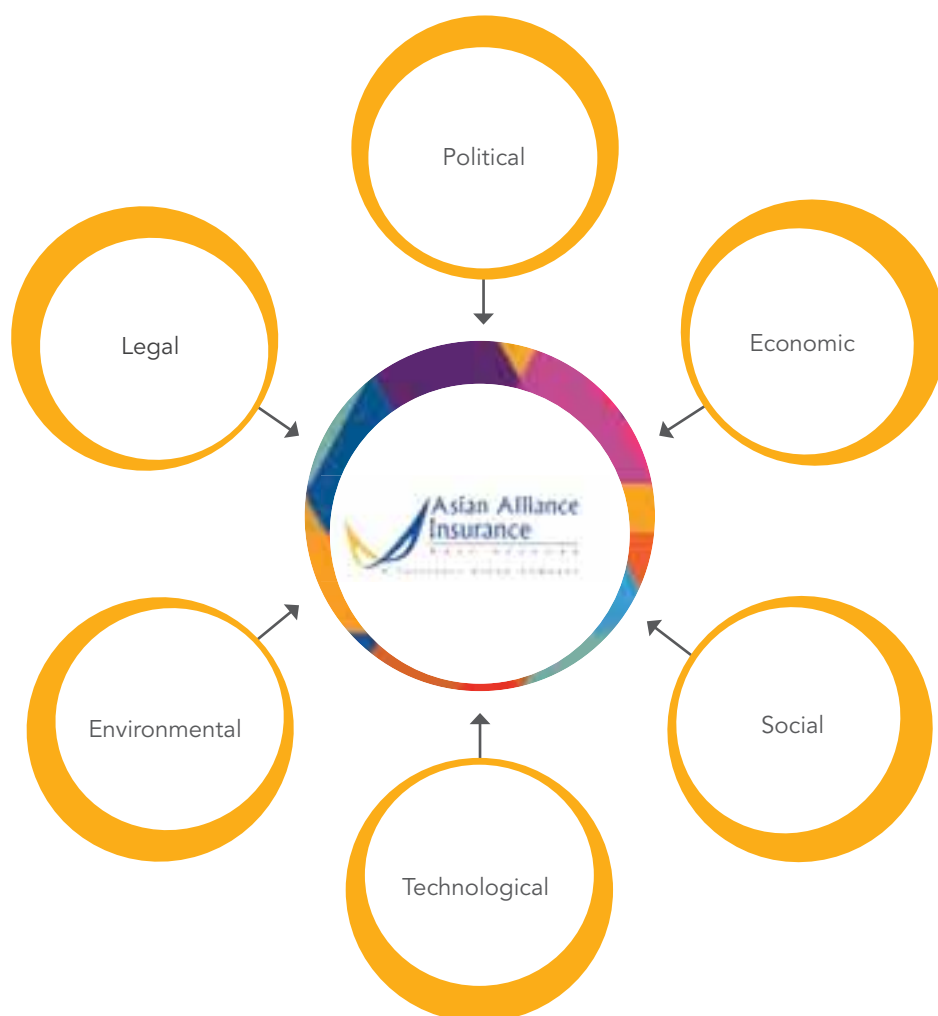 Political
Economic
Legal
Asian Alliance
Insurance
Environmental
Social
Technological